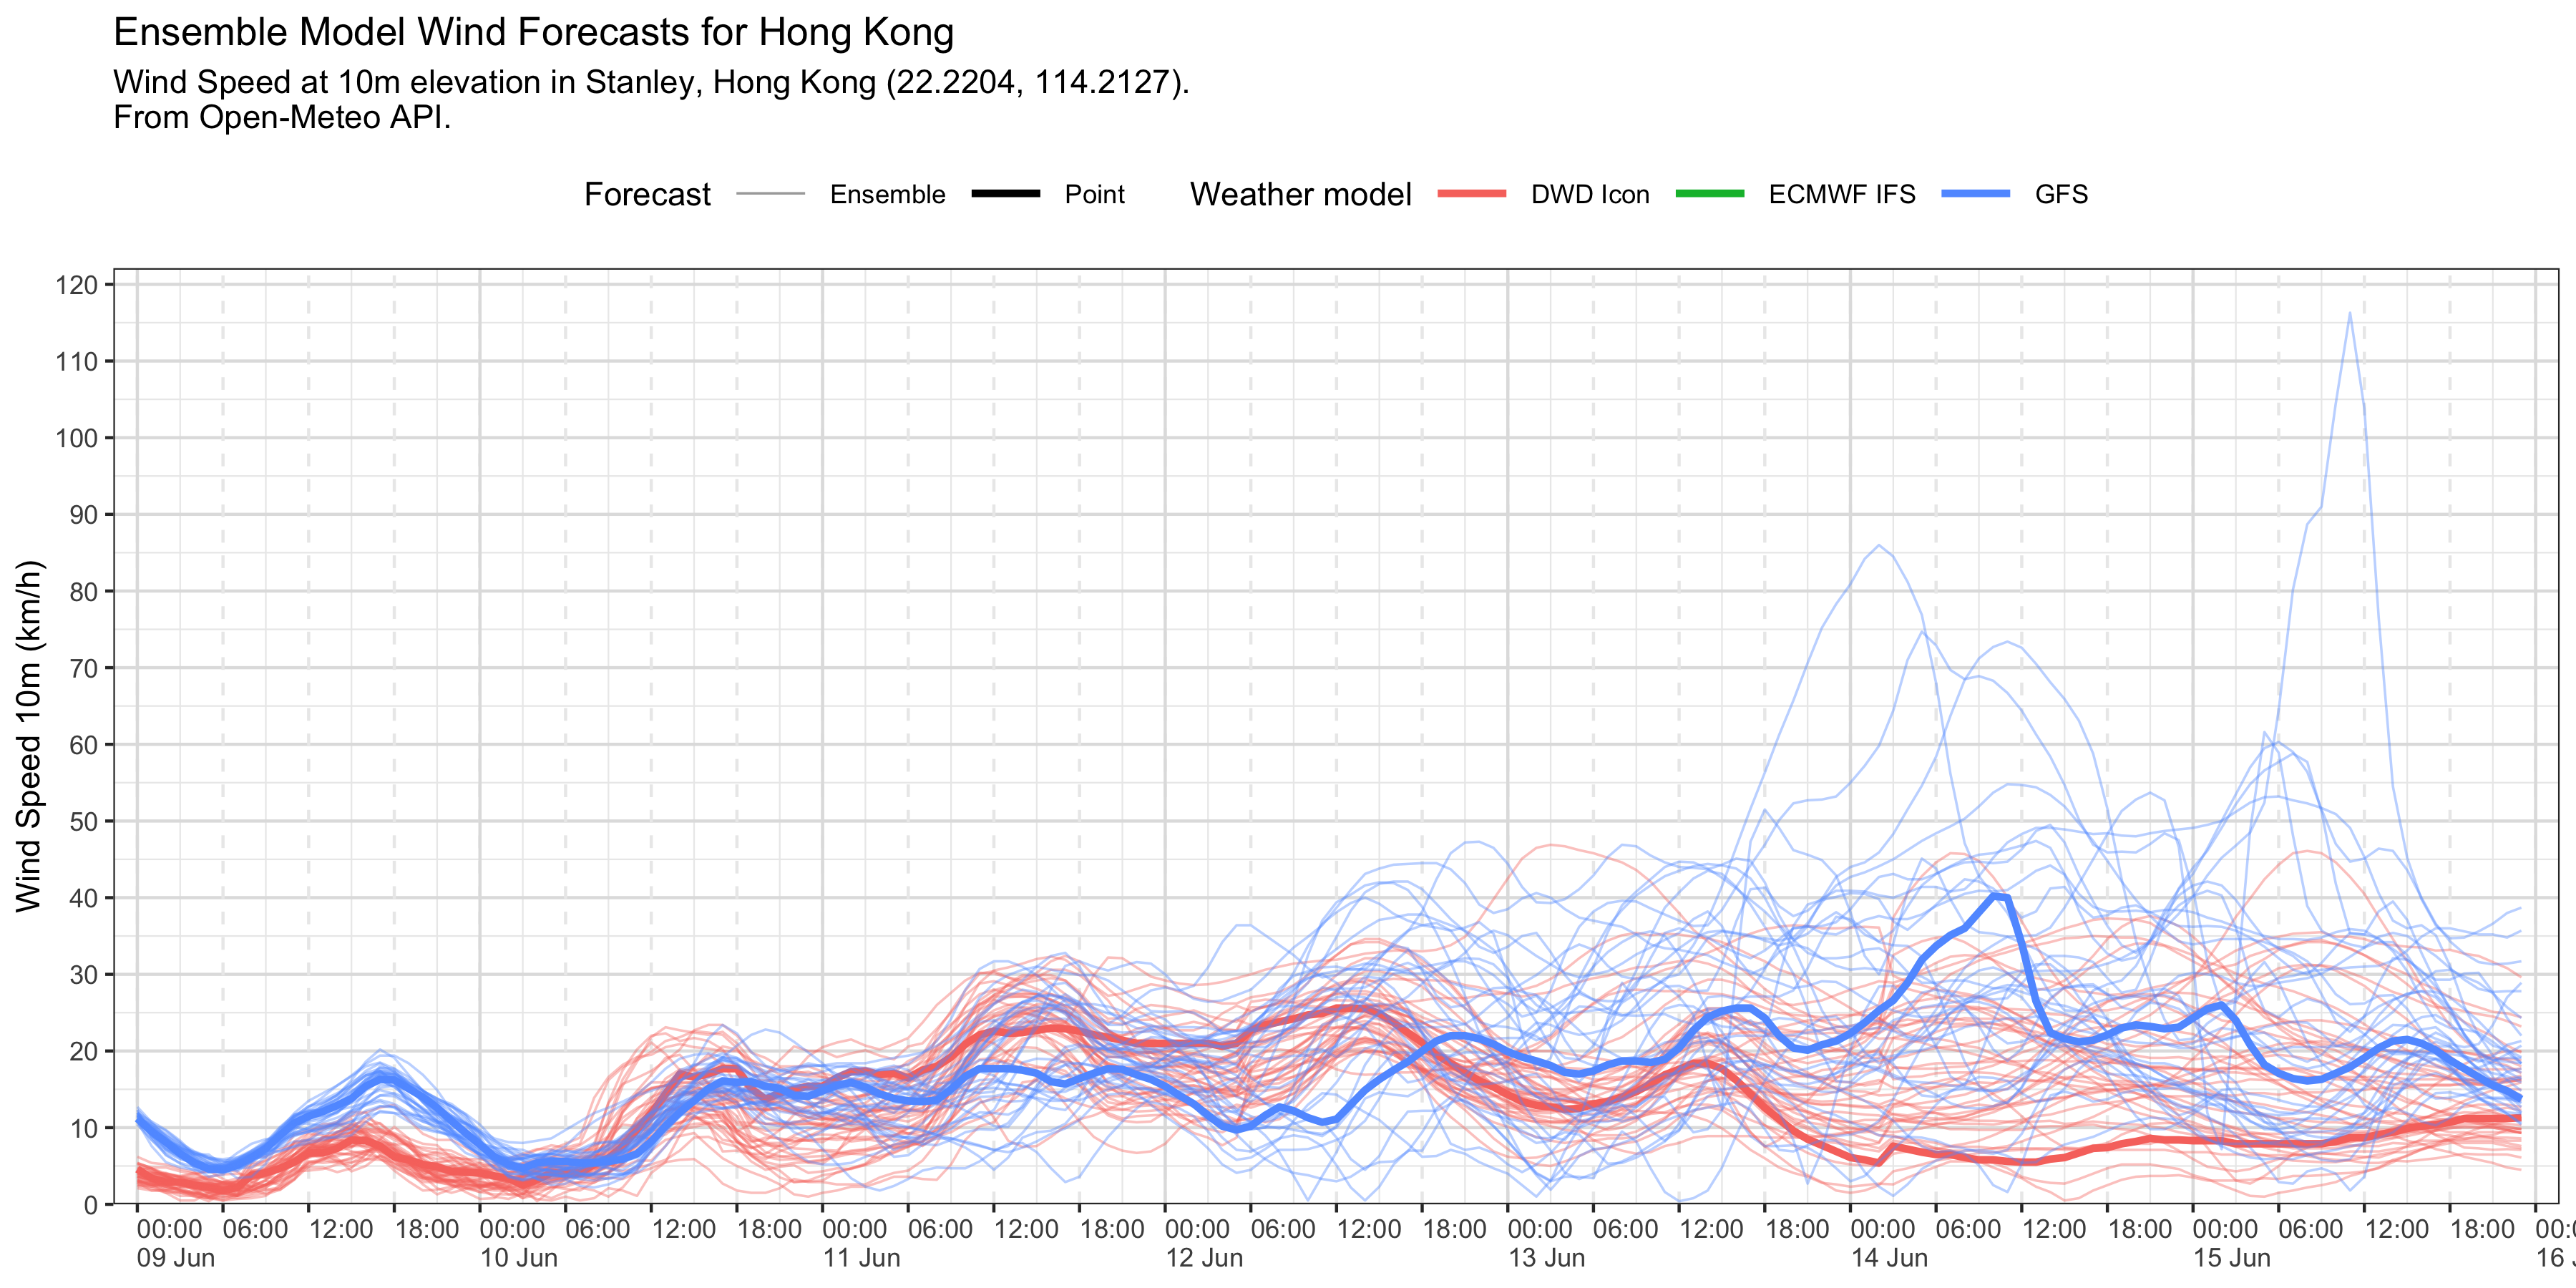 Ensemble Model Wind Forecasts for Hong Kong
Wind Speed at 10m elevation in Stanley, Hong Kong (22.2204, 114.2127).
From Open-Meteo API.
Forecast Ensemble Point Weather model DWD Icon ECMWF IFS GFS
Wind Speed 10m (km/h)
120
110
100
90
80
70
60
50
40
30
20
10
0
00:00 06:00 12:00 18:00 00:00 06:00 12:00 18:00 00:00 06:00 12:00 18:00 00:00 06:00 12:00 18:00 00:00 06:00 12:00 18:00 00:00 06:00 12:00 18:00 00:00 06:00 12:00 18:00 00:
09 Jun 10 Jun 11 Jun 12 Jun 13 Jun 14 Jun 15 Jun 16